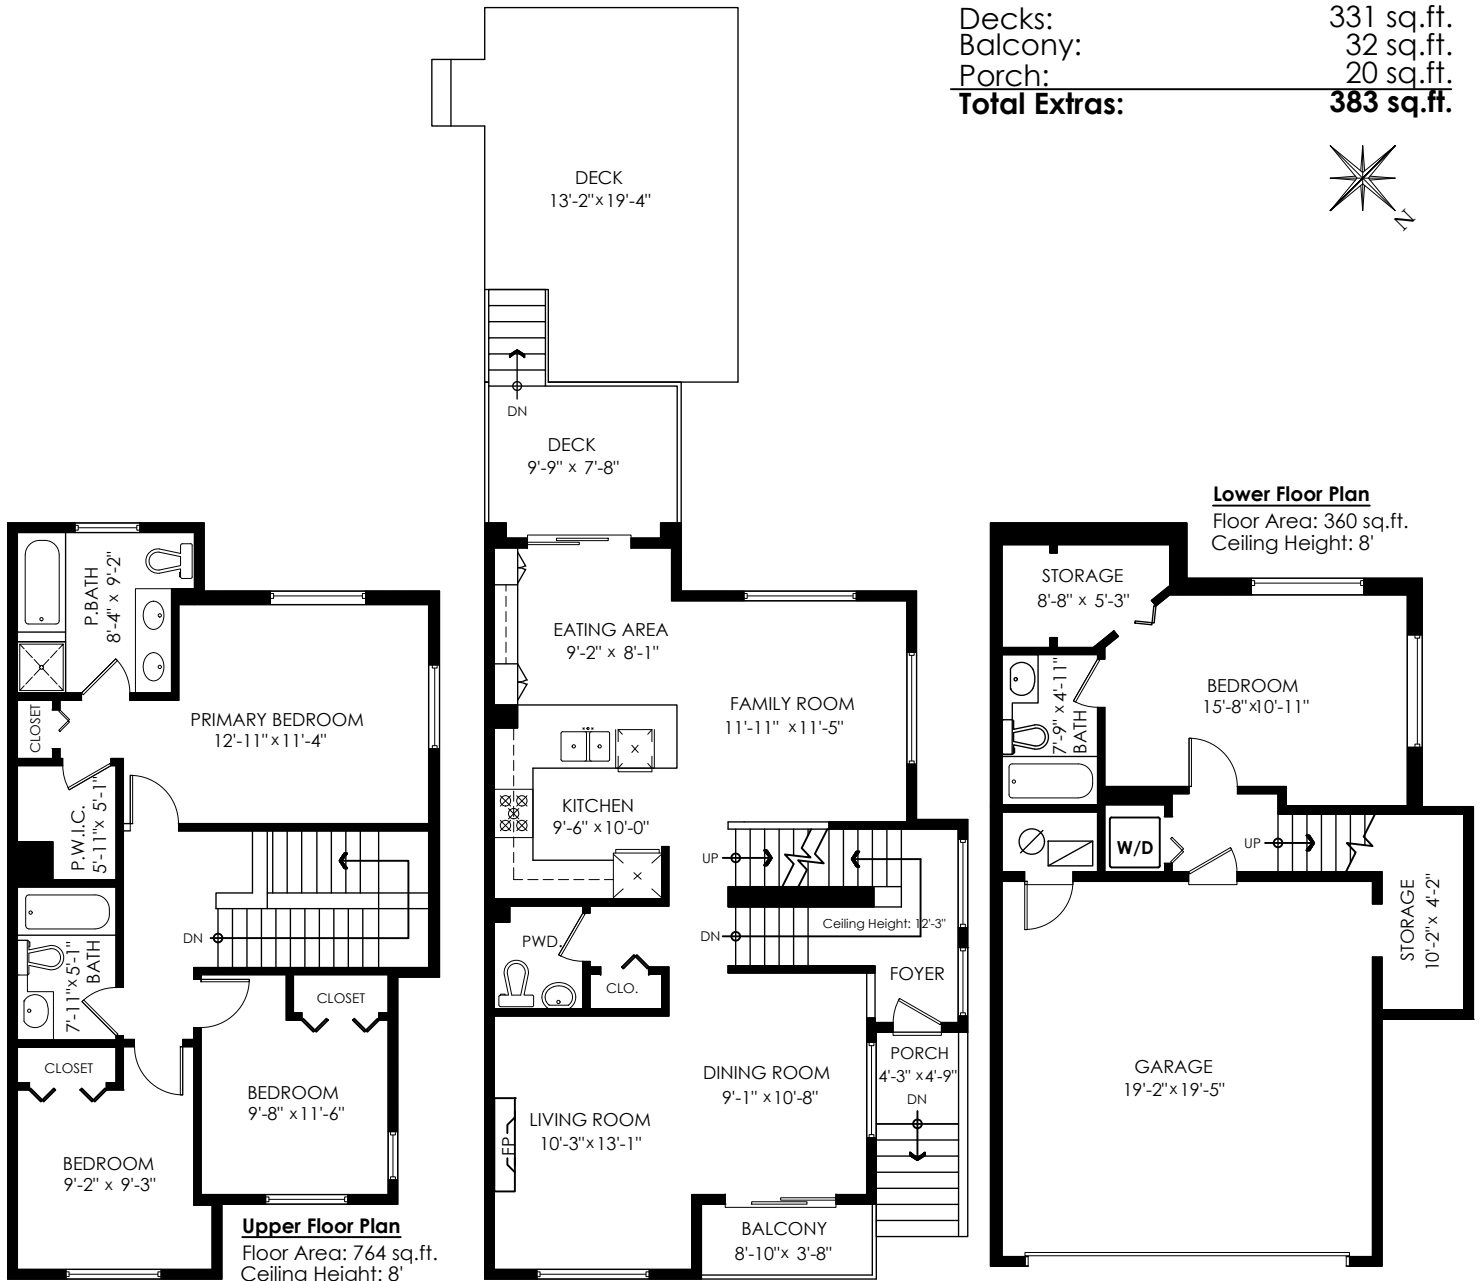 Decks: 331 sq.ft.
Balcony: 32 sq.ft.
Porch: 20 sq.ft.
Total Extras: 383 sq.ft.
N
DECK
13'-2"x19'-4"
DN
DECK
9'-9" x 7'-8"
EATING AREA
9'-2" x 8'-1"
FAMILY ROOM
11'-11" x11'-5"
KITCHEN
9'-6" x10'-0"
UP
DN
Ceiling Height: 12'-3"
PWD.
CLO.
FOYER
PORCH
4'-3" x4'-9"
DN
DINING ROOM
9'-1" x10'-8"
LIVING ROOM
10'-3"x13'-1"
FP
BALCONY
8'-10"x 3'-8"
P.BATH
8'-4" x 9'-2"
CLOSET
PRIMARY BEDROOM
12'-11"x11'-4"
P.W.I.C.
5'-11"x 5'-1"
DN
7'-11"x 5'-1"
BATH
CLOSET
CLOSET
BEDROOM
9'-8" x11'-6"
BEDROOM
9'-2" x 9'-3"
Upper Floor Plan
Floor Area: 764 sq.ft.
Ceiling Height: 8'
Lower Floor Plan
Floor Area: 360 sq.ft.
Ceiling Height: 8'
STORAGE
8'-8" x 5'-3"
BEDROOM
15'-8"x10'-11"
7'-9" x 4'-11"
BATH
W/D
UP
STORAGE
10'-2"x 4'-2"
GARAGE
19'-2"x19'-5"